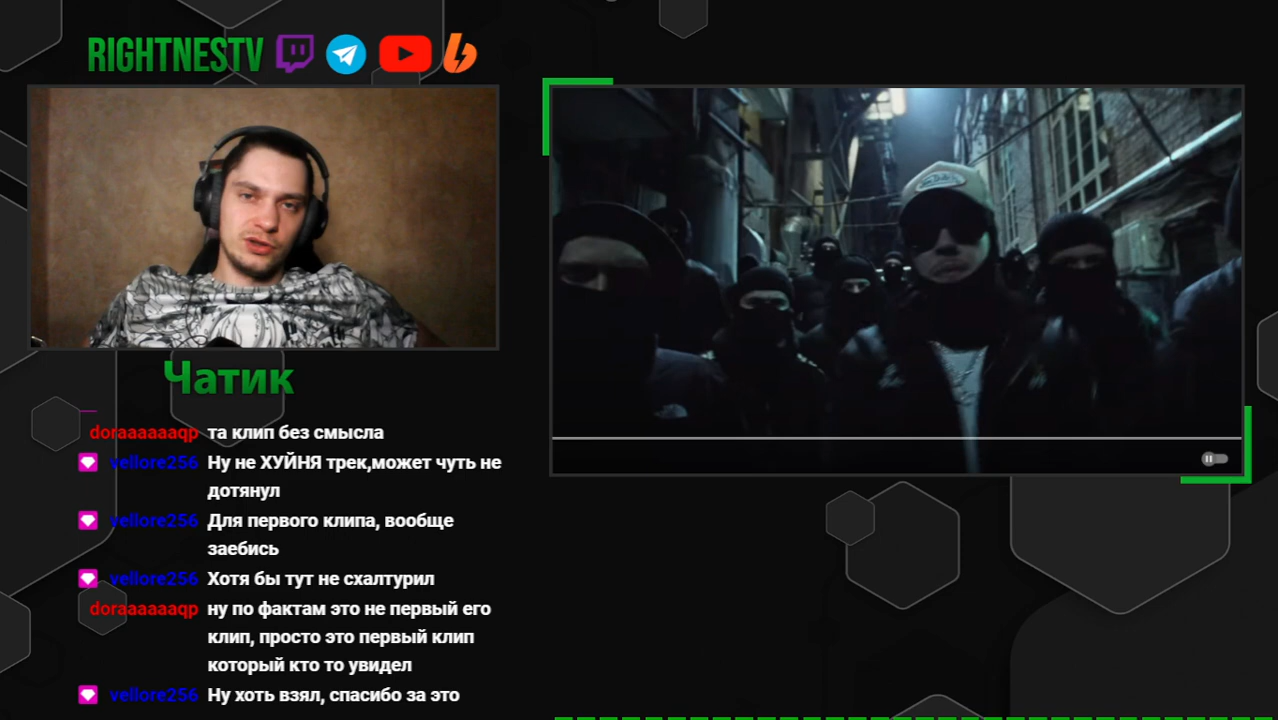 RIGHTNESTV
Чатик
doraaaaaaqp та клип без смысла
vellore256 Ну не ХУЙНЯ трек,может чуть не
дотянул
vellore256 Для первого клипа, вообще
заебись
vellore256 Хотя бы тут не схалтурил
doraaaaaaqp ну по фактам это не первый его
клип, просто это первый клип
который кто то увидел
vellore256 Ну хоть взял, спасибо за это